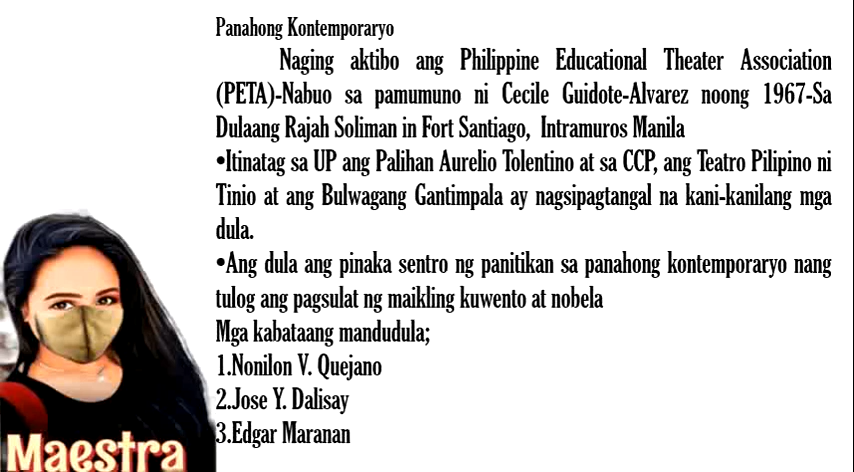 Panahong Kontemporaryo
Naging aktibo ang Philippine Educational Theater Association
(PETA)-Nabuo sa pamumuno ni Cecile Guidote-Alvarez noong 1967-Sa
Dulaang Rajah Soliman in Fort Santiago, Intramuros Manila
•Itinatag sa UP ang Palihan Aurelio Tolentino at sa CCP, ang Teatro Pilipino ni
Tinio at ang Bulwagang Gantimpala ay nagsipagtangal na kani-kanilang mga
dula.
•Ang dula ang pinaka sentro ng panitikan sa panahong kontemporaryo nang
tulog ang pagsulat ng maikling kuwento at nobela
Mga kabataang mandudula;
1.Nonilon V. Quejano
2.Jose Y. Dalisay
3.Edgar Maranan
Maestra